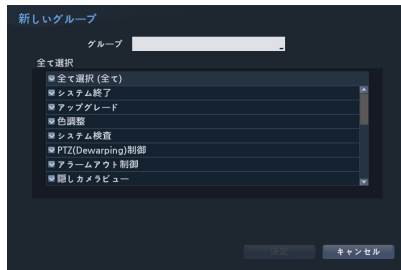 新しいグループ
グループ
全て選択
全て選択 (全て)
システム終了
アップグレード
色調整
システム検査
PTZ(Dewarping)制御
アラームアウト制御
隠しカメラビュー
決定
キャンセル